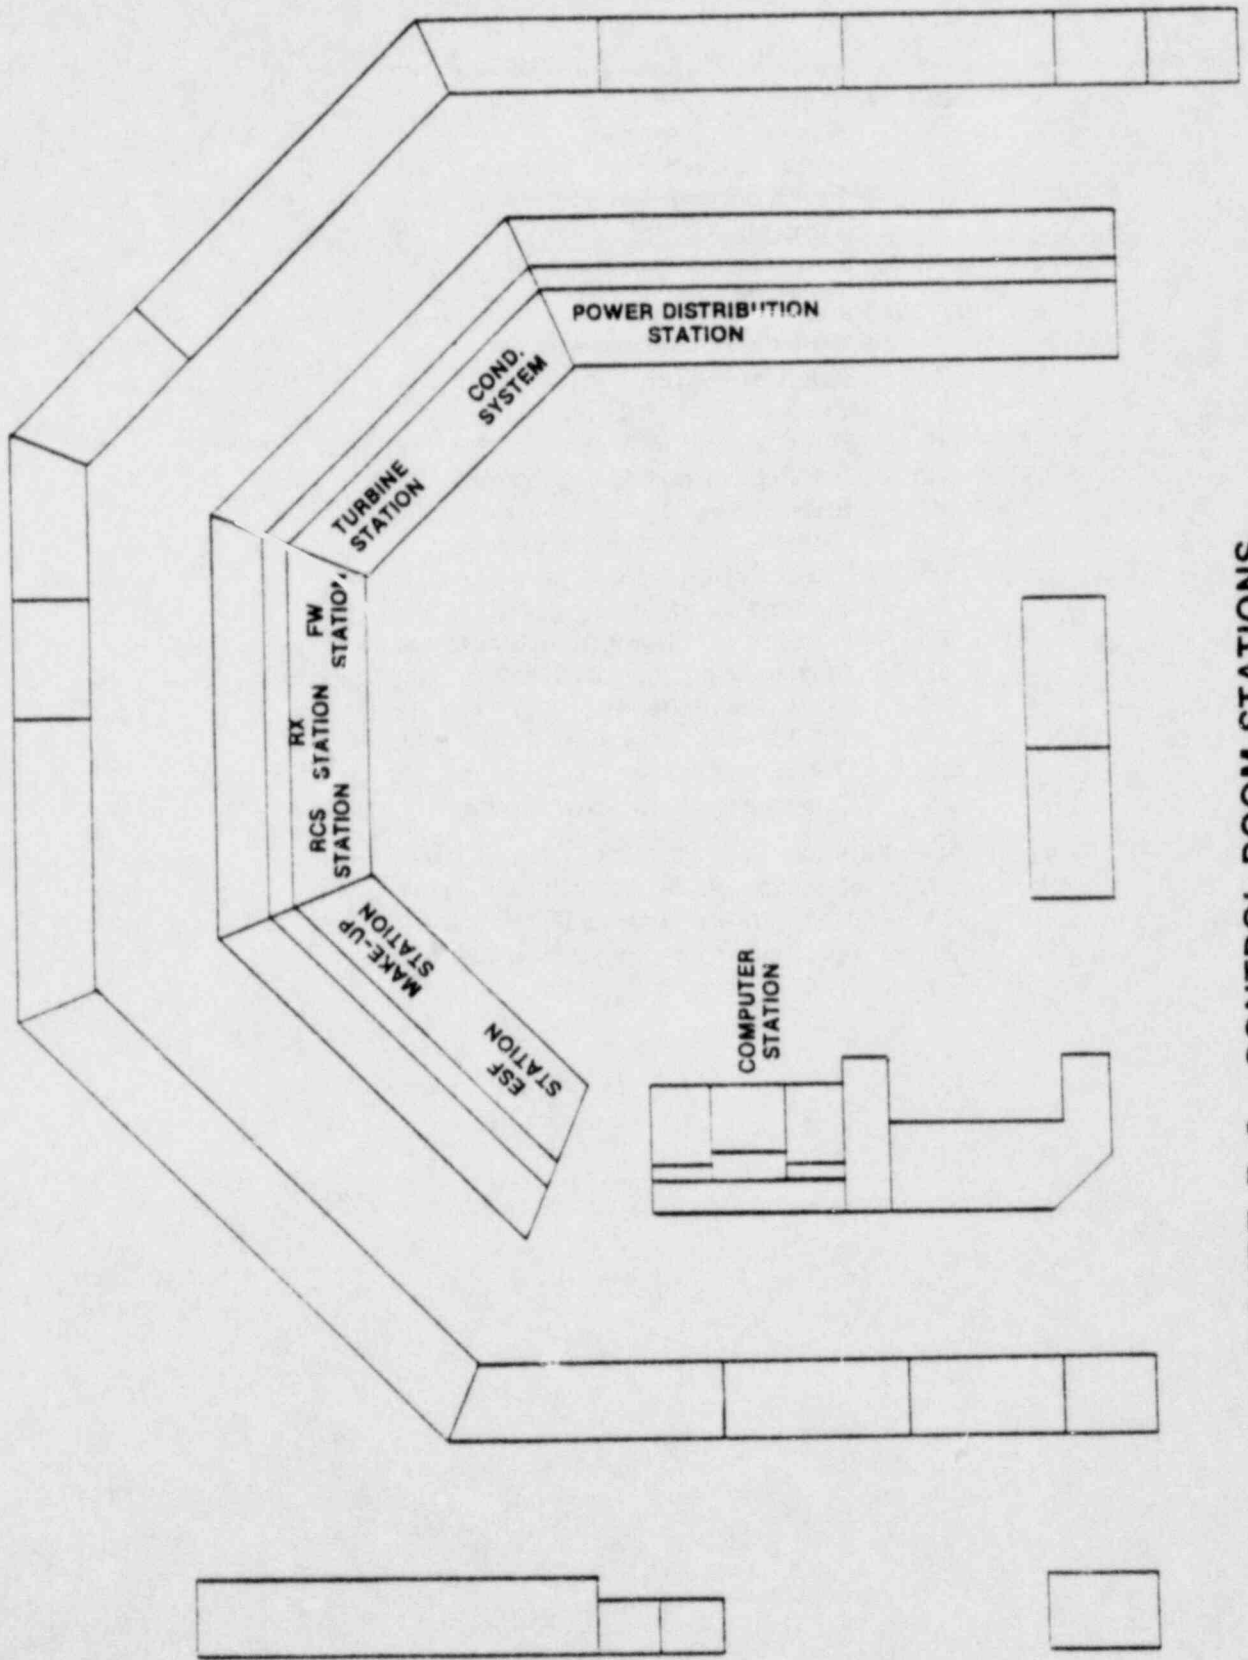 POWER DISTRIBUTION
STATION
COND.
SYSTEM
TURBINE
STATION
FW
STATION
RX
STATION
RCS
STATION
MAKE-UP
STATION
ESF
STATION
COMPUTER
STATION
CONTROL ROOM STATIONS